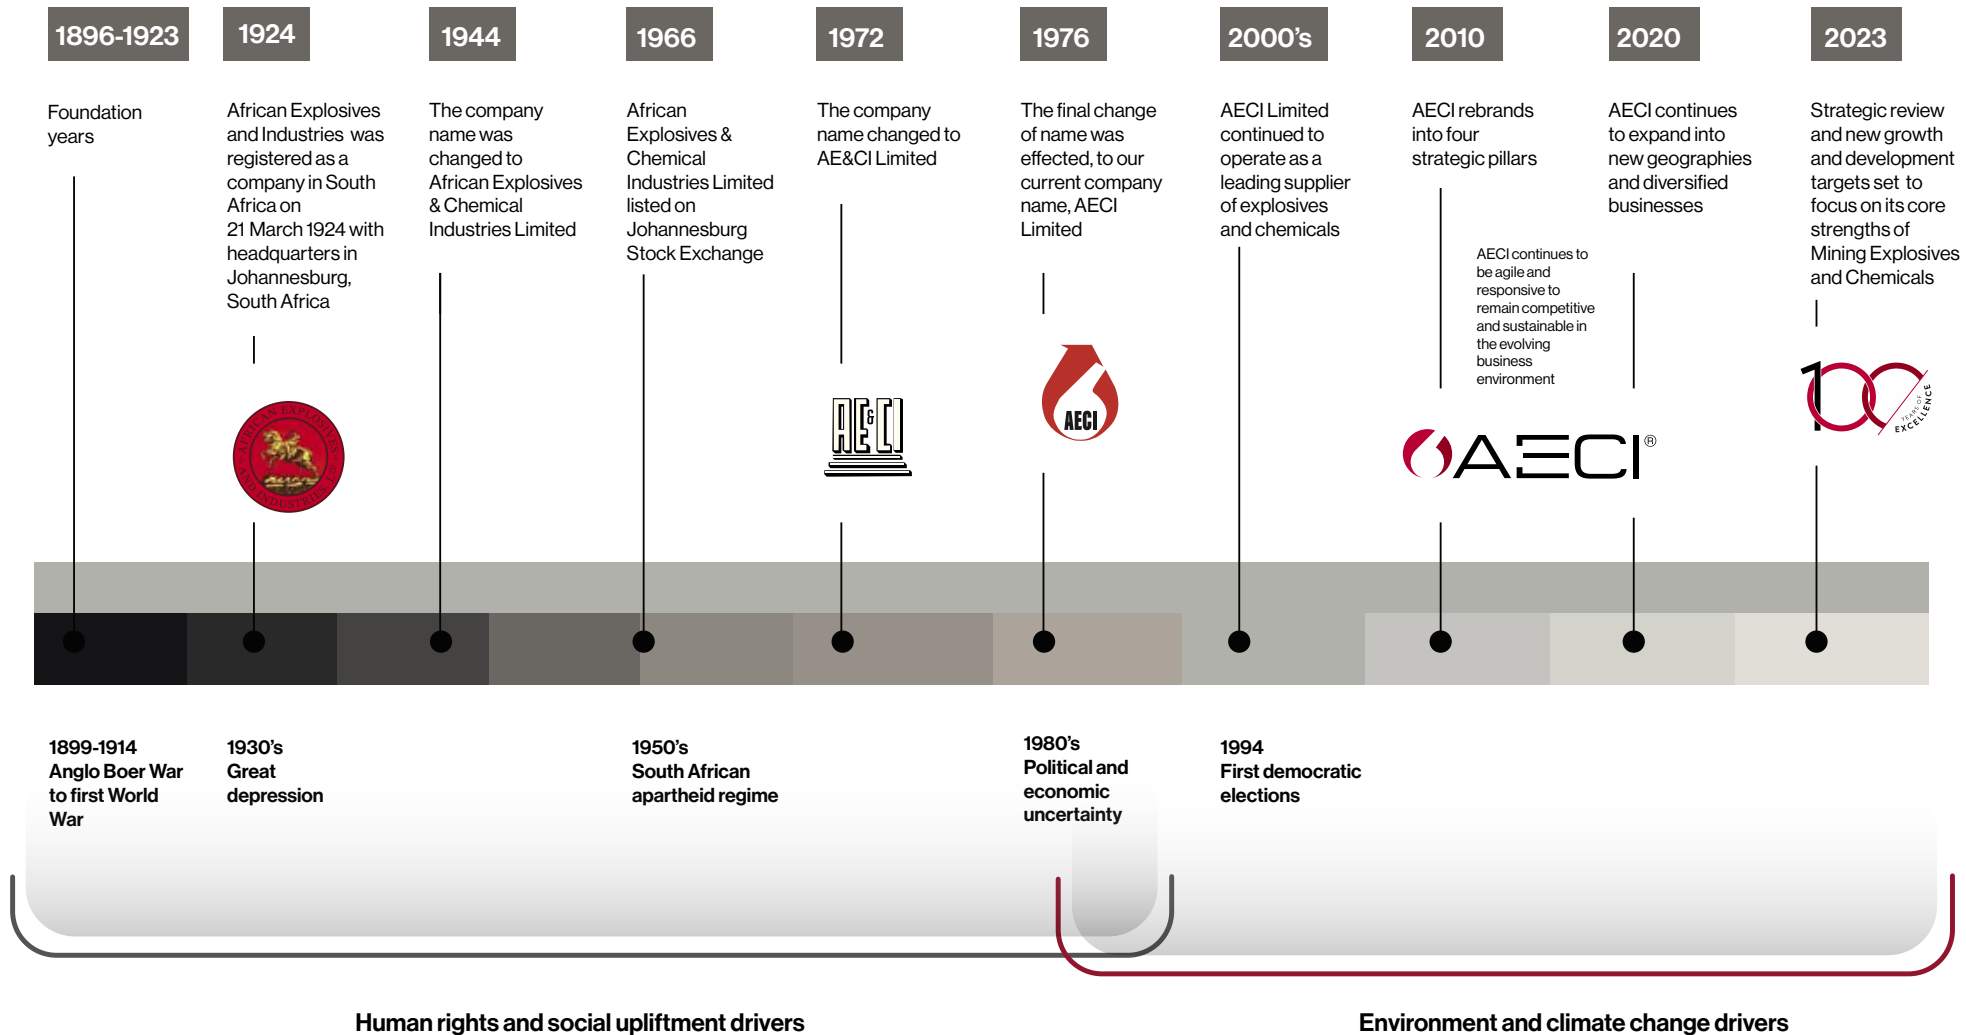 1896-1923
Foundation
years
1924
African Explosives
and Industries was
registered as a
company in South
Africa on
21 March 1924 with
headquarters in
Johannesburg,
South Africa
AFRICAN EXPLOSIVES
AND INDUSTRIES, LTD
1944
The company
name was
changed to
African Explosives
& Chemical
Industries Limited
1966
African
Explosives &
Chemical
Industries Limited
listed on
Johannesburg
Stock Exchange
1972
The company
name changed to
AE&CI Limited
AE&CI
1976
The final change
of name was
effected, to our
current company
name, AECI
Limited
AECI
2000's
AECI Limited
continued to
operate as a
leading supplier
of explosives
and chemicals
2010
AECI rebrands
into four
strategic pillars
AECI continues to
be agile and
responsive to
remain competitive
and sustainable in
the evolving
business
environment
AECI®
2020
AECI continues
to expand into
new geographies
and diversified
businesses
2023
Strategic review
and new growth
and development
targets set to
focus on its core
strengths of
Mining Explosives
and Chemicals
100
YEARS OF
EXCELLENCE
1899-1914
Anglo Boer War
to first World
War
1930's
Great
depression
1950's
South African
apartheid regime
1980's
Political and
economic
uncertainty
1994
First democratic
elections
Human rights and social upliftment drivers
Environment and climate change drivers